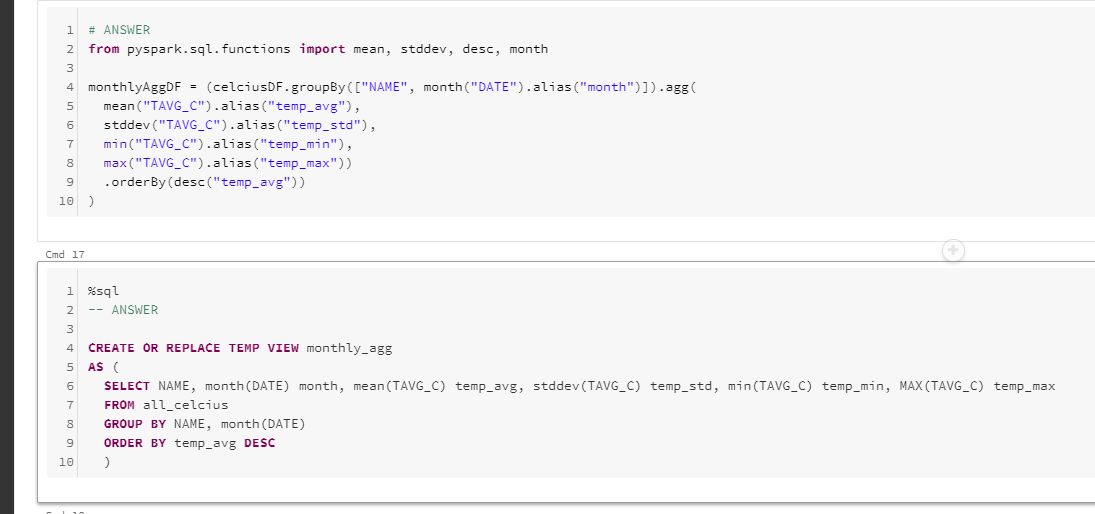 1 # ANSWER
2 from pyspark.sql.functions import mean, stddev, desc, month
3
4 monthlyAggDF = (celciusDF.groupBy(["NAME", month("DATE").alias("month")]).agg(
5 mean("TAVG_C").alias("temp_avg"),
6 stddev("TAVG_C").alias("temp_std"),
7 min("TAVG_C").alias("temp_min"),
8 max("TAVG_C").alias("temp_max"))
9 .orderBy(desc("temp_avg"))
10 )
Cmd 17
1 %sql
2 -- ANSWER
3
4 CREATE OR REPLACE TEMP VIEW monthly_agg
5 AS (
6 SELECT NAME, month(DATE) month, mean(TAVG_C) temp_avg, stddev(TAVG_C) temp_std, min(TAVG_C) temp_min, MAX(TAVG_C) temp_max
7 FROM all_celcius
8 GROUP BY NAME, month(DATE)
9 ORDER BY temp_avg DESC
10 )